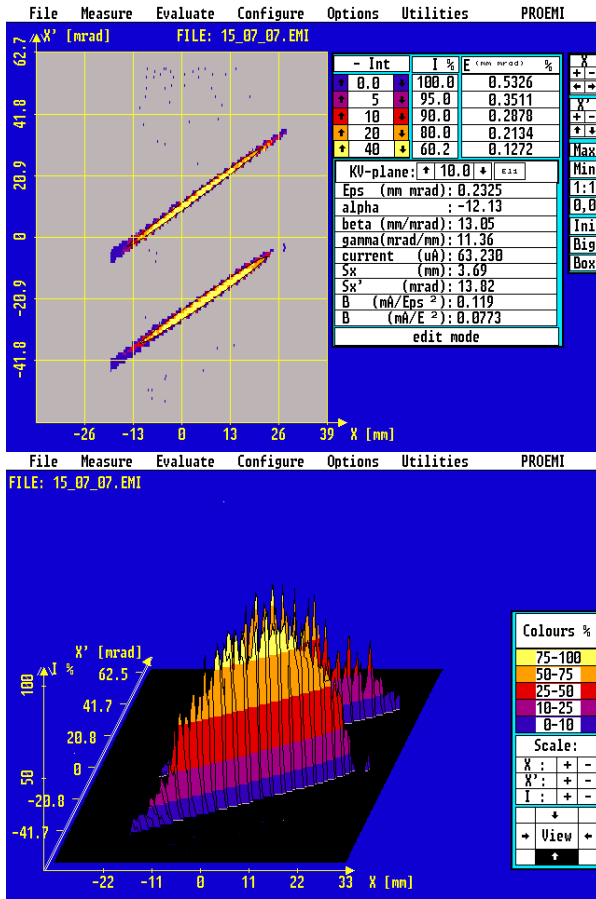 File Measure Evaluate Configure Options Utilities PROEMI
X' [mrad] FILE: 15_07_07.EMI
62.7
41.8
20.9
0
-20.9
-41.8
-26 -13 0 13 26 39 X [mm]
- Int I % E (mm mrad) %
0.0 100.0 0.5326
5 95.0 0.3511
10 90.0 0.2878
20 80.0 0.2134
40 60.2 0.1272
KV-plane: 10.0 Eli
Eps (mm mrad): 0.2325
alpha : -12.13
beta (mm/mrad): 13.05
gamma(mrad/mm): 11.36
current (uA): 63.230
Sx (mm): 3.69
Sx' (mrad): 13.82
B (mA/Eps ²): 0.119
B (mA/E ²): 0.0773
edit mode
X
+ -
X'
+ -
Max
Min
1:1
0,0
Ini
Big
Box
File Measure Evaluate Configure Options Utilities PROEMI
FILE: 15_07_07.EMI
X' [mrad]
I %
62.5
41.7
20.8
0
-20.8
-41.7
100
50
-22 -11 0 11 22 33 X [mm]
Colours %
75-100
50-75
25-50
10-25
0-10
Scale:
X : + -
X': + -
I : + -
View